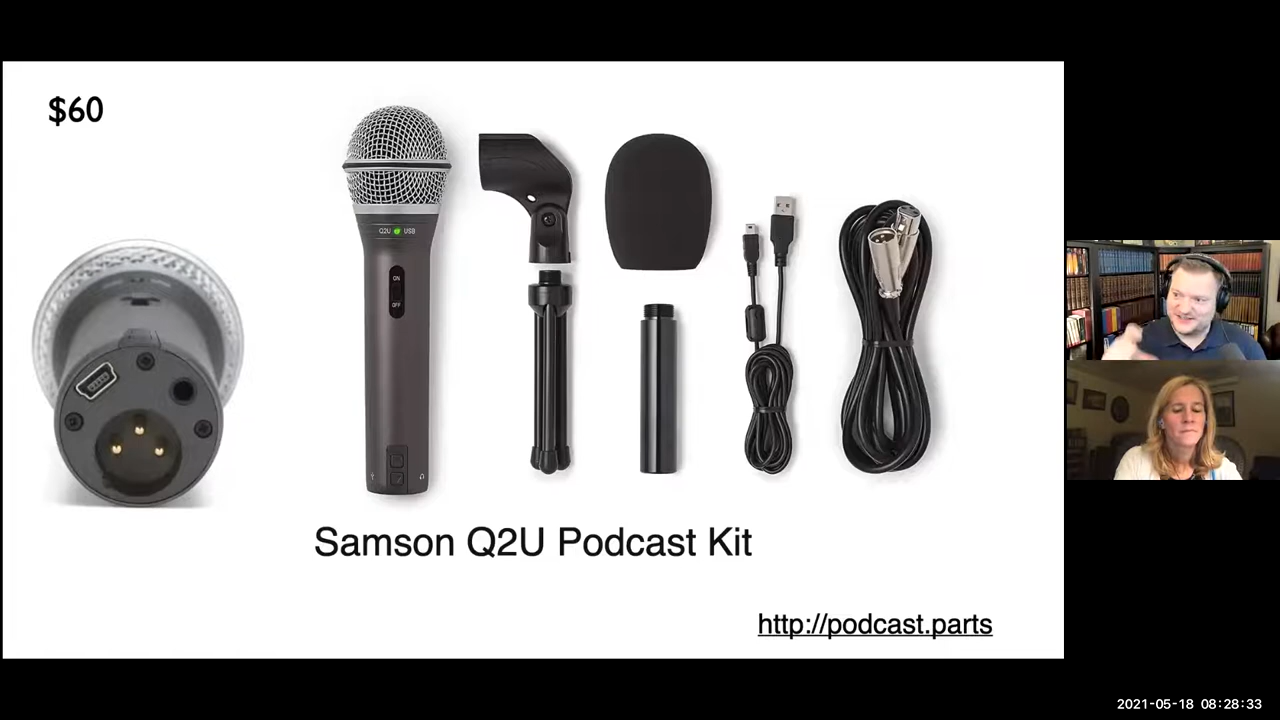 $60
Q2U USB
ON
OFF
Samson Q2U Podcast Kit
http://podcast.parts
2021-05-18 08:28:33